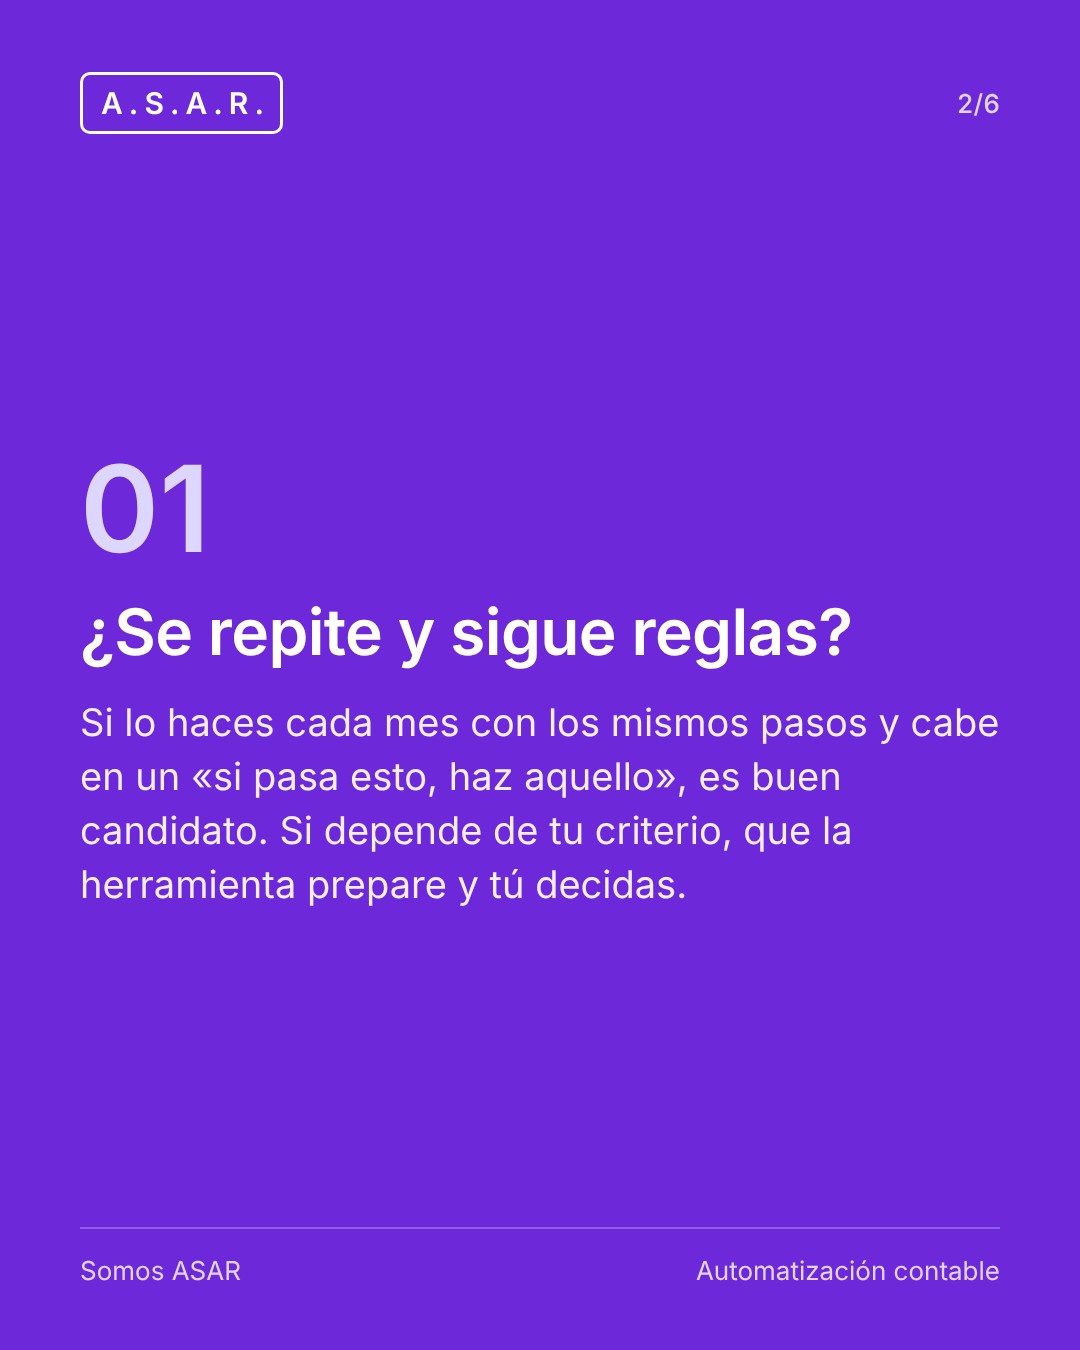 A.S.A.R.
2/6
01
¿Se repite y sigue reglas?
Si lo haces cada mes con los mismos pasos y cabe
en un «si pasa esto, haz aquello», es buen
candidato. Si depende de tu criterio, que la
herramienta prepare y tú decidas.
Somos ASAR
Automatización contable